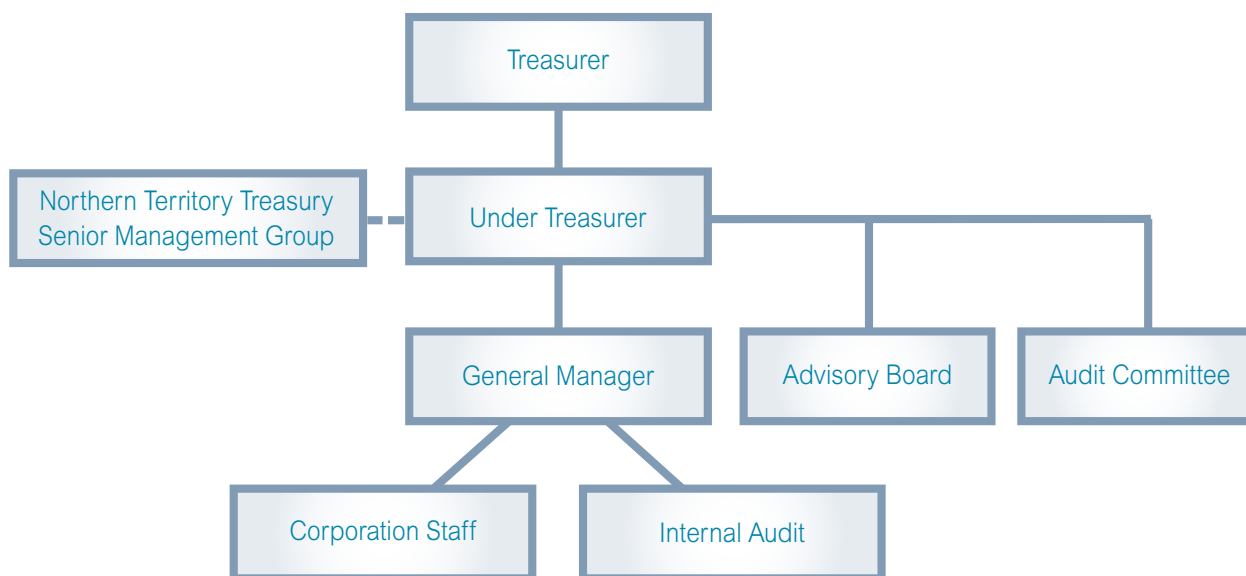 Treasurer
Northern Territory Treasury
Senior Management Group
Under Treasurer
General Manager
Advisory Board
Audit Committee
Corporation Staff
Internal Audit